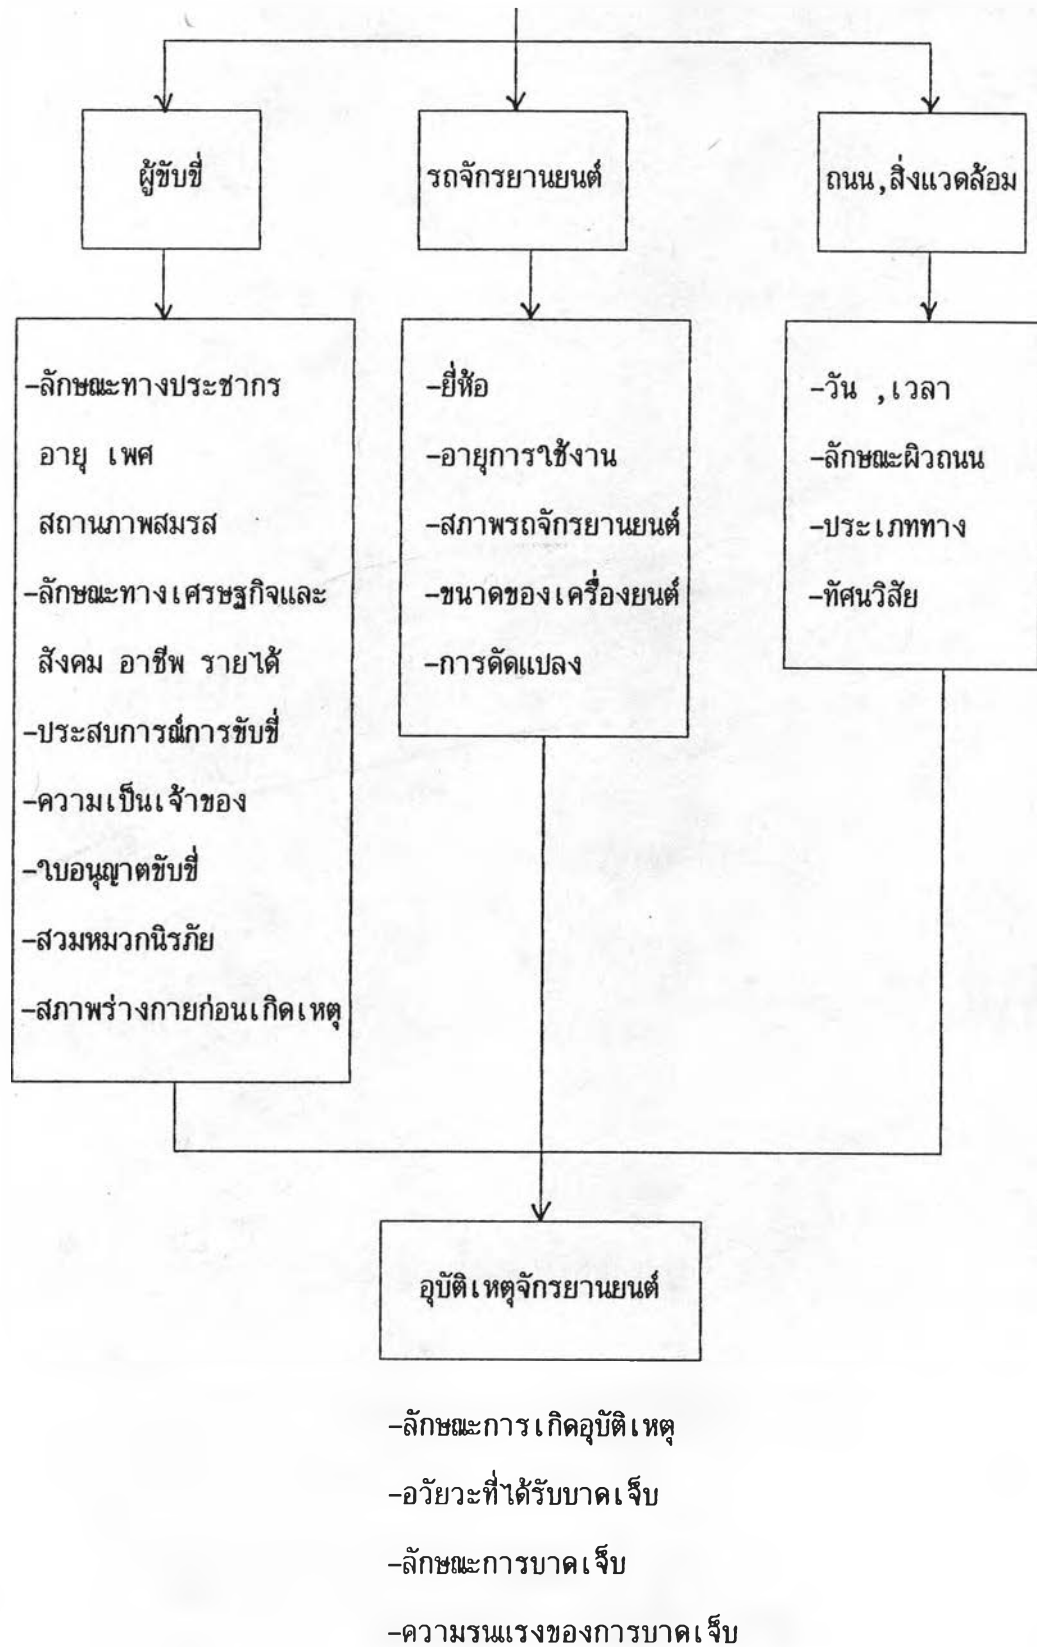 ผู้ขับขี่
รถจักรยานยนต์
ถนน,สิ่งแวดล้อม
-ลักษณะทางประชากร
อายุ เพศ
สถานภาพสมรส
-ลักษณะทางเศรษฐกิจและ
สังคม อาชีพ รายได้
-ประสบการณ์การขับขี่
-ความเป็นเจ้าของ
-ใบอนุญาตขับขี่
-สวมหมวกนิรภัย
-สภาพร่างกายก่อนเกิดเหตุ
-ยี่ห้อ
-อายุการใช้งาน
-สภาพรถจักรยานยนต์
-ขนาดของเครื่องยนต์
-การดัดแปลง
-วัน ,เวลา
-ลักษณะผิวถนน
-ประเภททาง
-ทัศนวิสัย
อุบัติเหตุจักรยานยนต์
-ลักษณะการเกิดอุบัติเหตุ
-อวัยวะที่ได้รับบาดเจ็บ
-ลักษณะการบาดเจ็บ
-ความรุนแรงของการบาดเจ็บ